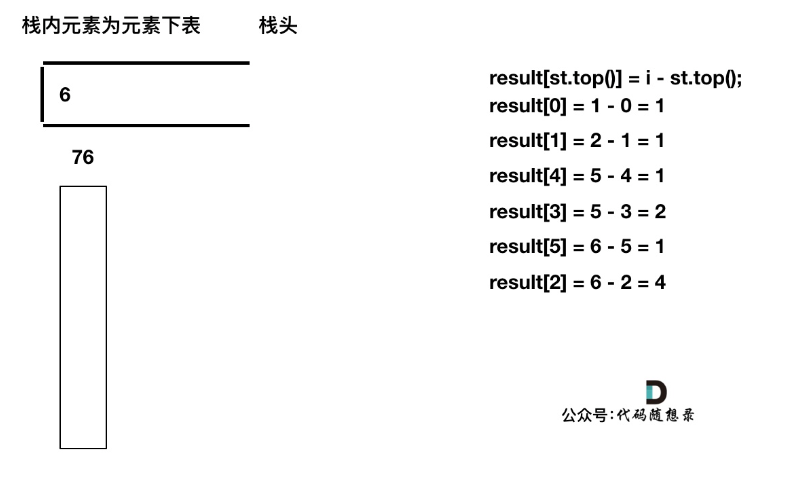 栈内元素为元素下表 栈头
6
76
result[st.top()] = i - st.top();
result[0] = 1 - 0 = 1
result[1] = 2 - 1 = 1
result[4] = 5 - 4 = 1
result[3] = 5 - 3 = 2
result[5] = 6 - 5 = 1
result[2] = 6 - 2 = 4
D
公众号:代码随想录